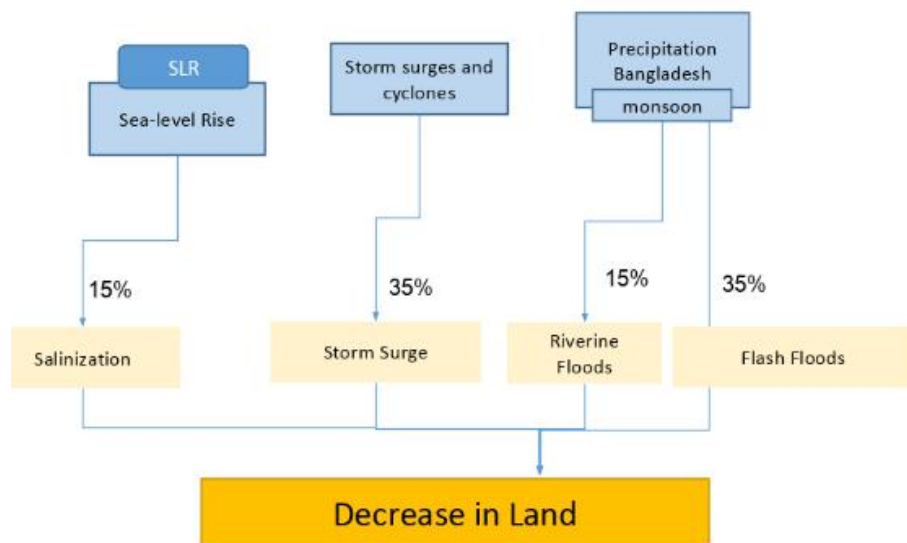 SLR
Sea-level Rise
Storm surges and
cyclones
Precipitation
Bangladesh
monsoon
15%
35%
15%
35%
Salinization
Storm Surge
Riverine
Floods
Flash Floods
Decrease in Land